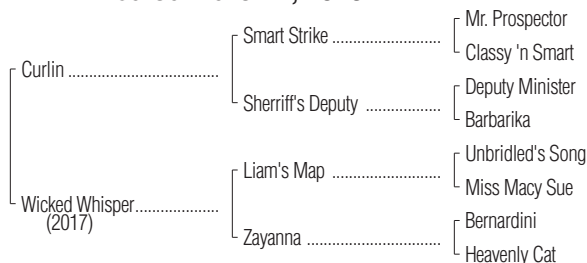 Mr. Prospector
Smart Strike ........................
Classy 'n Smart
Curlin ...................................
Deputy Minister
Sherriff's Deputy ................
Barbarika
Unbridled's Song
Liam's Map ........................
Miss Macy Sue
Wicked Whisper....................
(2017)
Bernardini
Zayanna ..............................
Heavenly Cat